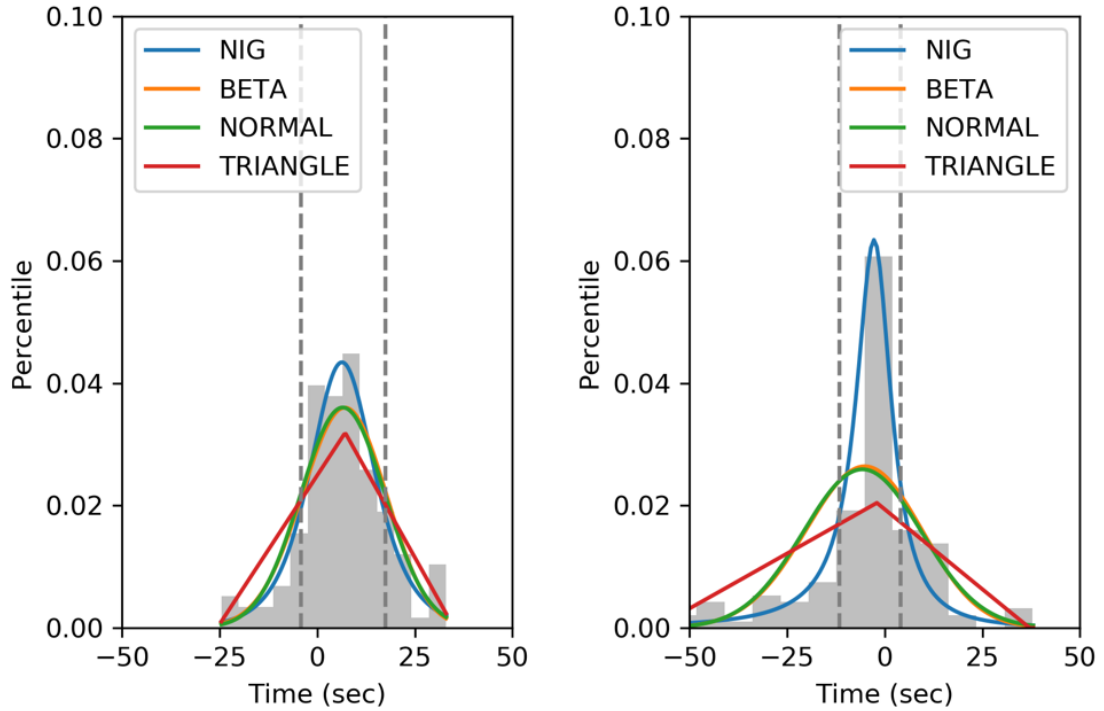 0.10
0.08
0.06
0.04
0.02
0.00
Percentile
NIG
BETA
NORMAL
TRIANGLE
−50
−25
0
25
50
Time (sec)
0.10
0.08
0.06
0.04
0.02
0.00
Percentile
NIG
BETA
NORMAL
TRIANGLE
−50
−25
0
25
50
Time (sec)